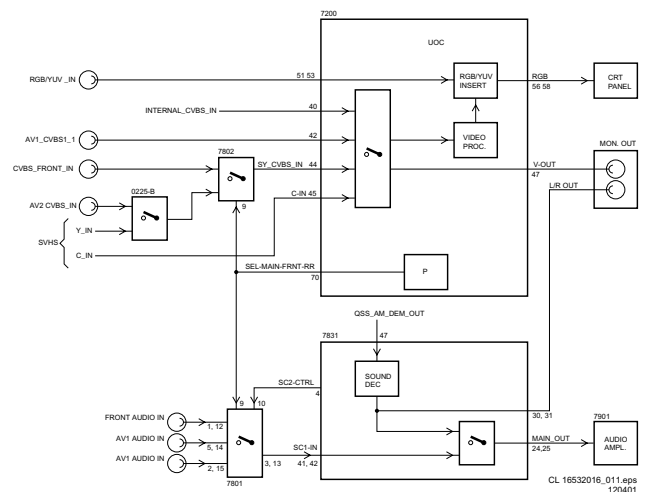 7200
UOC
RGB/YUV _IN
51 53
RGB/YUV
INSERT
RGB
56 58
CRT
PANEL
INTERNAL_CVBS_IN
40
AV1_CVBS1_1
42
VIDEO
PROC.
MON. OUT
7802
CVBS_FRONT_IN
SY_CVBS_IN 44
V-OUT
47
0225-B
L/R OUT
C-IN 45
AV2 CVBS_IN
9
Y_IN
SVHS
C_IN
SEL-MAIN-FRNT-RR
70
P
QSS_AM_DEM_OUT
7831
47
SOUND
DEC
SC2-CTRL
4
9
10
FRONT AUDIO IN
1, 12
30, 31
7901
AV1 AUDIO IN
5, 14
SC1-IN
3, 13
41, 42
MAIN_OUT
24,25
AUDIO
AMPL.
AV1 AUDIO IN
2, 15
7801
CL 16532016_011.eps
120401